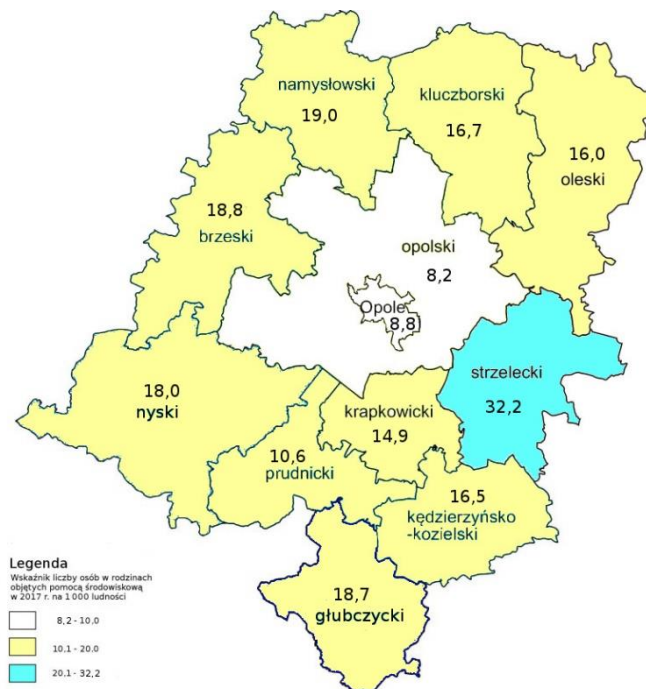 namysłowski
19,0
kluczborski
16,7
16,0
oleski
18,8
brzeski
opolski
8,2
Opole
8,8
strzelecki
32,2
18,0
nyski
krapkowicki
14,9
10,6
prudnicki
16,5
kędzierzyńsko
-kozielski
18,7
głubczycki
Legenda
Wskaźnik liczby osób w rodzinach
objętych pomocą środowiskową
w 2017 r. na 1 000 ludności
8,2 - 10,0
10,1 - 20,0
20,1 - 32,2